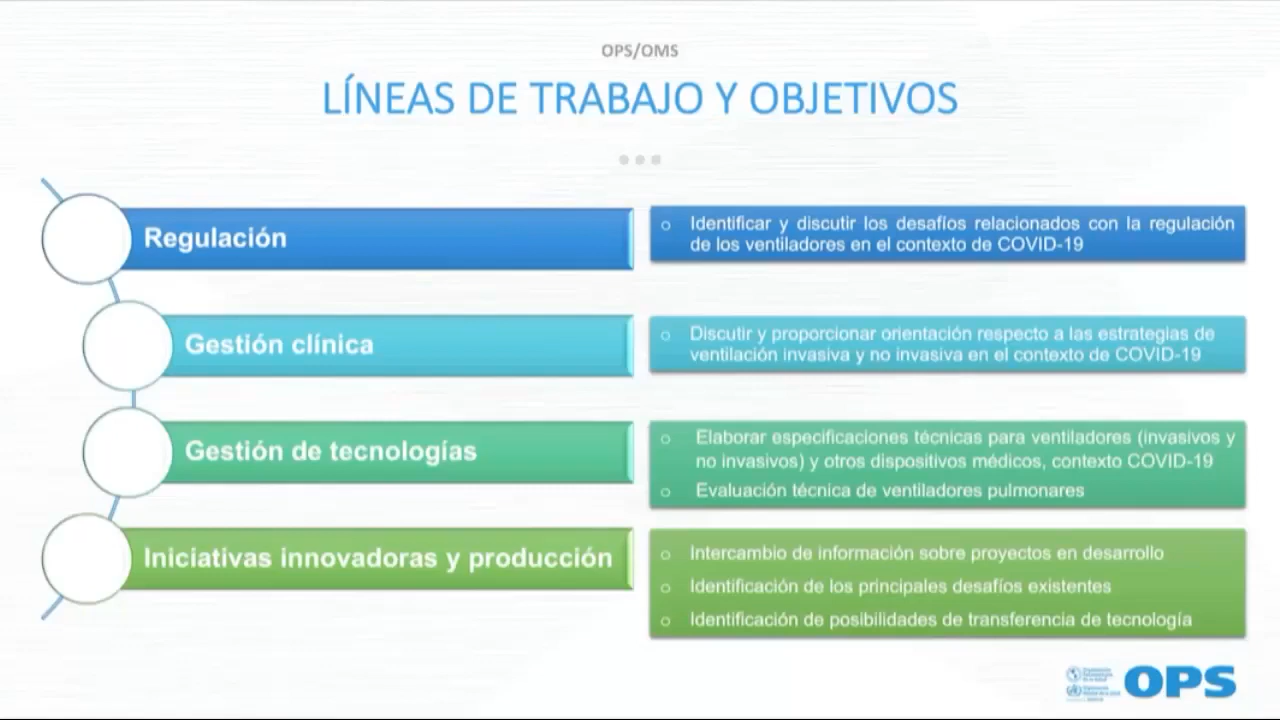 OPS/OMS
LÍNEAS DE TRABAJO Y OBJETIVOS
Regulación
Identificar y discutir los desafíos relacionados con la regulación
de los ventiladores en el contexto de COVID-19
Gestión clínica
Discutir y proporcionar orientación respecto a las estrategias de
ventilación invasiva y no invasiva en el contexto de COVID-19
Gestión de tecnologías
Elaborar especificaciones técnicas para ventiladores (invasivos y
no invasivos) y otros dispositivos médicos, contexto COVID-19
Evaluación técnica de ventiladores pulmonares
Iniciativas innovadoras y producción
Intercambio de información sobre proyectos en desarrollo
Identificación de los principales desafíos existentes
Identificación de posibilidades de transferencia de tecnología
OPS